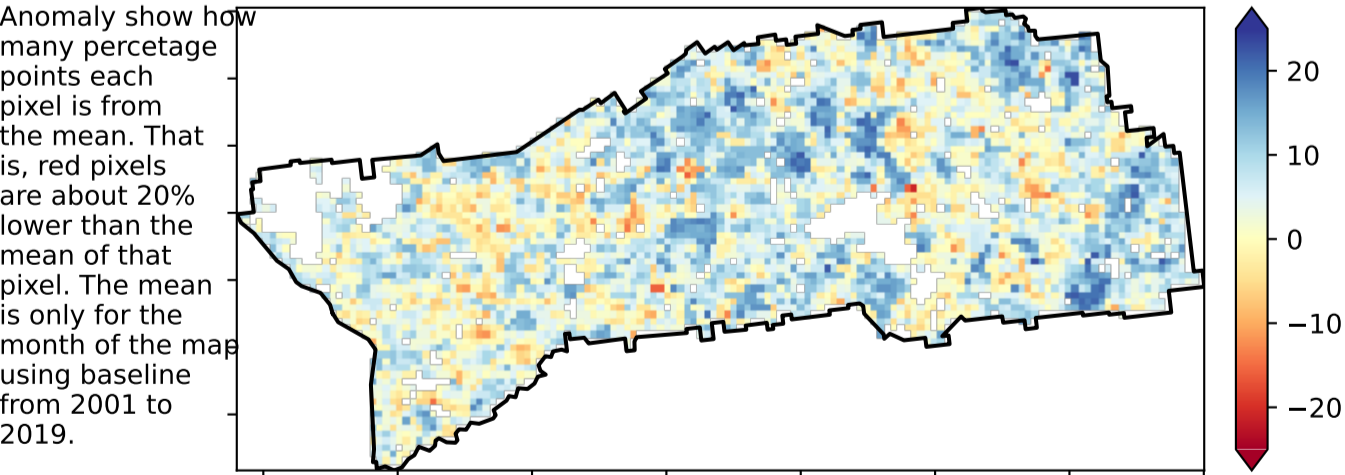 Anomaly show how
many percetage
points each
pixel is from
the mean. That
is, red pixels
are about 20%
lower than the
mean of that
pixel. The mean
is only for the
month of the map
using baseline
from 2001 to
2019.
20
10
0
−10
−20